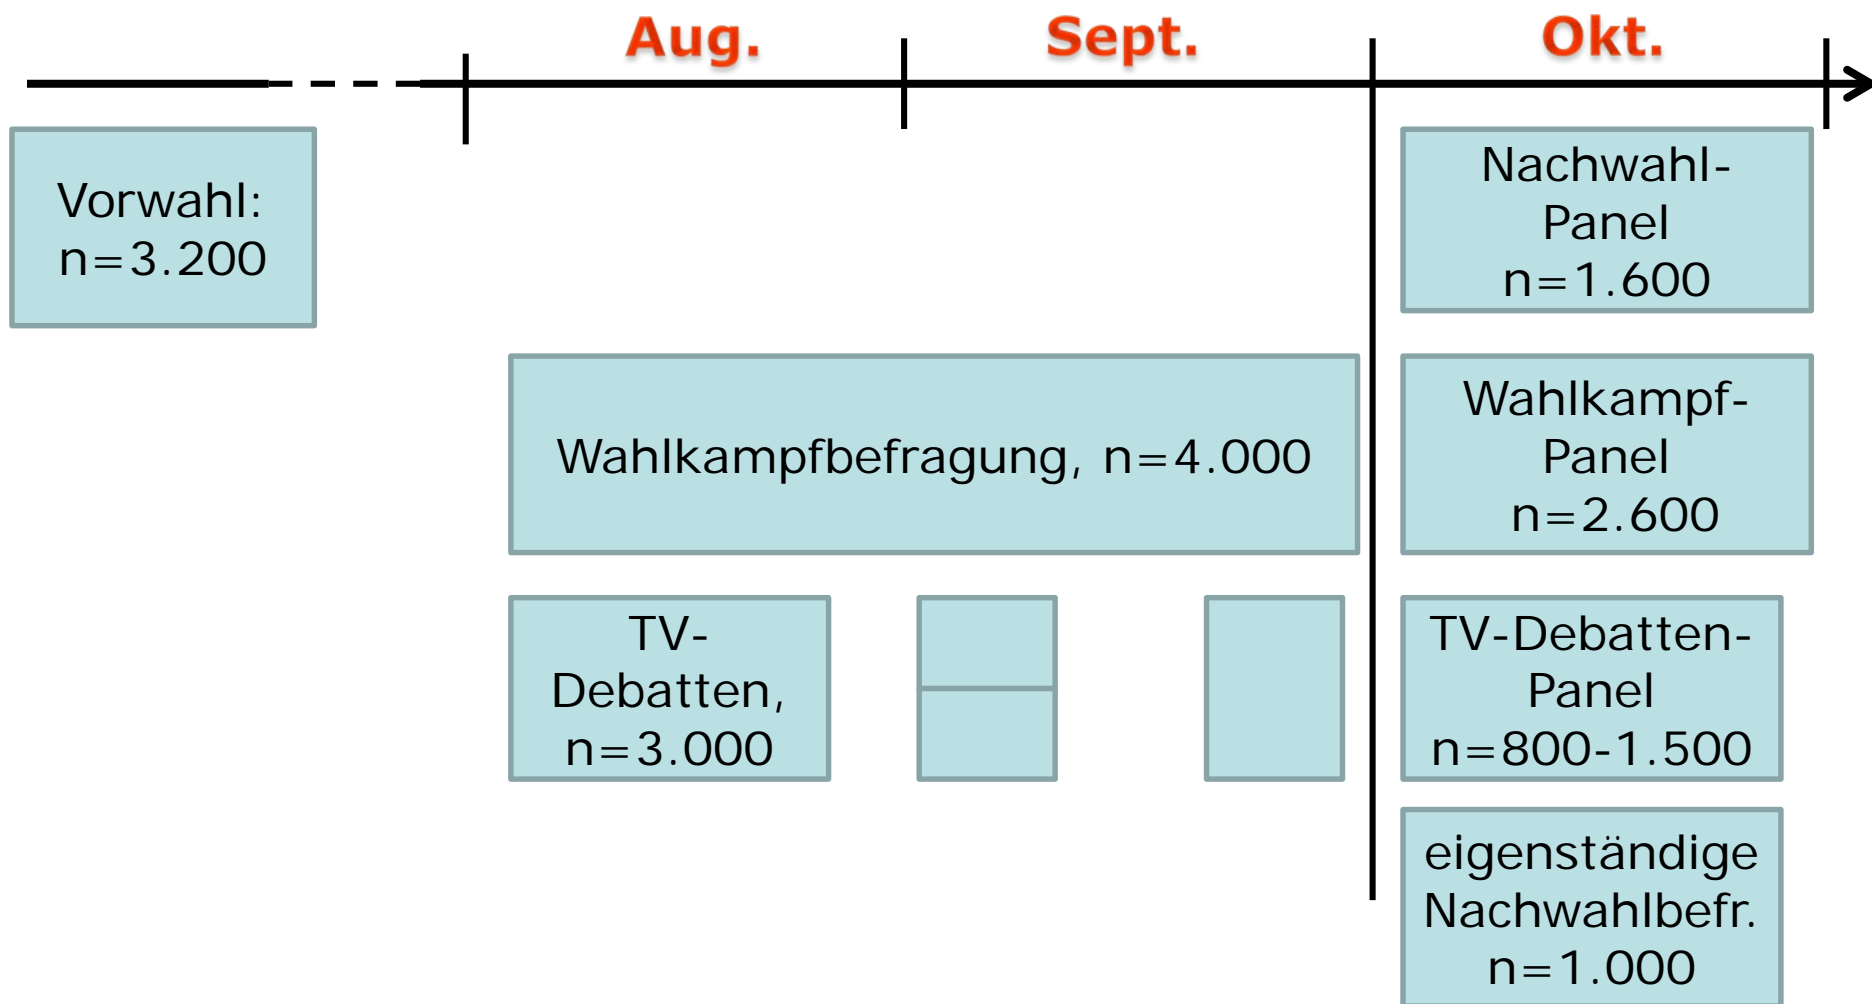 Aug.
Sept.
Okt.
Vorwahl:
n=3.200
Nachwahl-
Panel
n=1.600
Wahlkampfbefragung, n=4.000
Wahlkampf-
Panel
n=2.600
TV-
Debatten,
n=3.000
TV-Debatten-
Panel
n=800-1.500
eigenständige
Nachwahlbefr.
n=1.000